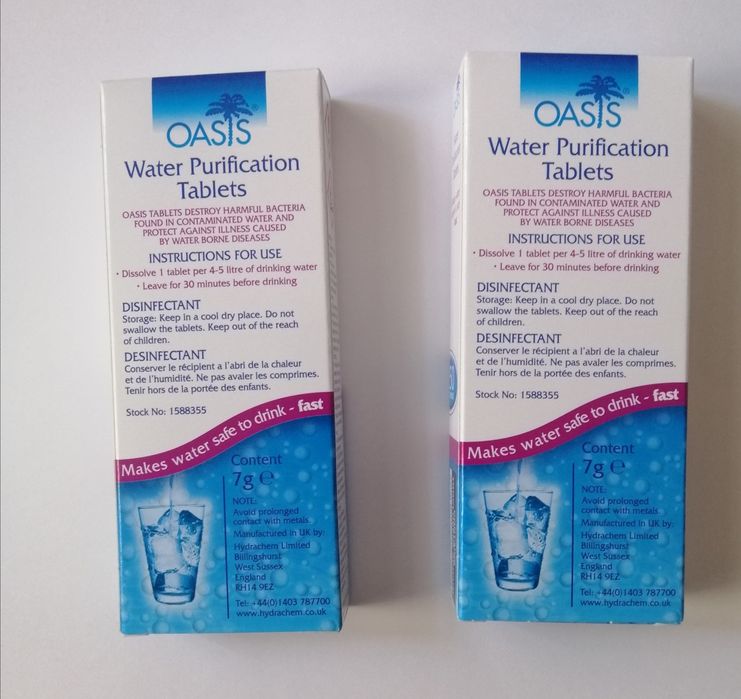 OASIS®
Water Purification
Tablets
OASIS TABLETS DESTROY HARMFUL BACTERIA
FOUND IN CONTAMINATED WATER AND
PROTECT AGAINST ILLNESS CAUSED
BY WATER BORNE DISEASES
INSTRUCTIONS FOR USE
• Dissolve 1 tablet per 4-5 litre of drinking water
• Leave for 30 minutes before drinking
DISINFECTANT
Storage: Keep in a cool dry place. Do not
swallow the tablets. Keep out of the reach
of children.
DESINFECTANT
Conserver le récipient a l'abri de la chaleur
et de l'humidité. Ne pas avaler les comprimes.
Tenir hors de la portée des enfants.
Stock No: 1588355
Makes water safe to drink - fast
Content
7g ℮
NOTE:
Avoid prolonged
contact with metals.
Manufactured in UK by:
Hydrachem Limited
Billingshurst
West Sussex
England
RH14 9EZ
Tel: +44(0)1403 787700
www.hydrachem.co.uk
OASIS®
Water Purification
Tablets
OASIS TABLETS DESTROY HARMFUL BACTERIA
FOUND IN CONTAMINATED WATER AND
PROTECT AGAINST ILLNESS CAUSED
BY WATER BORNE DISEASES
INSTRUCTIONS FOR USE
• Dissolve 1 tablet per 4-5 litre of drinking water
• Leave for 30 minutes before drinking
DISINFECTANT
Storage: Keep in a cool dry place. Do not
swallow the tablets. Keep out of the reach
of children.
DESINFECTANT
Conserver le récipient a l'abri de la chaleur
et de l'humidité. Ne pas avaler les comprimes.
Tenir hors de la portée des enfants.
Stock No: 1588355
Makes water safe to drink - fast
Content
7g ℮
NOTE:
Avoid prolonged
contact with metals.
Manufactured in UK by:
Hydrachem Limited
Billingshurst
West Sussex
England
RH14 9EZ
Tel: +44(0)1403 787700
www.hydrachem.co.uk